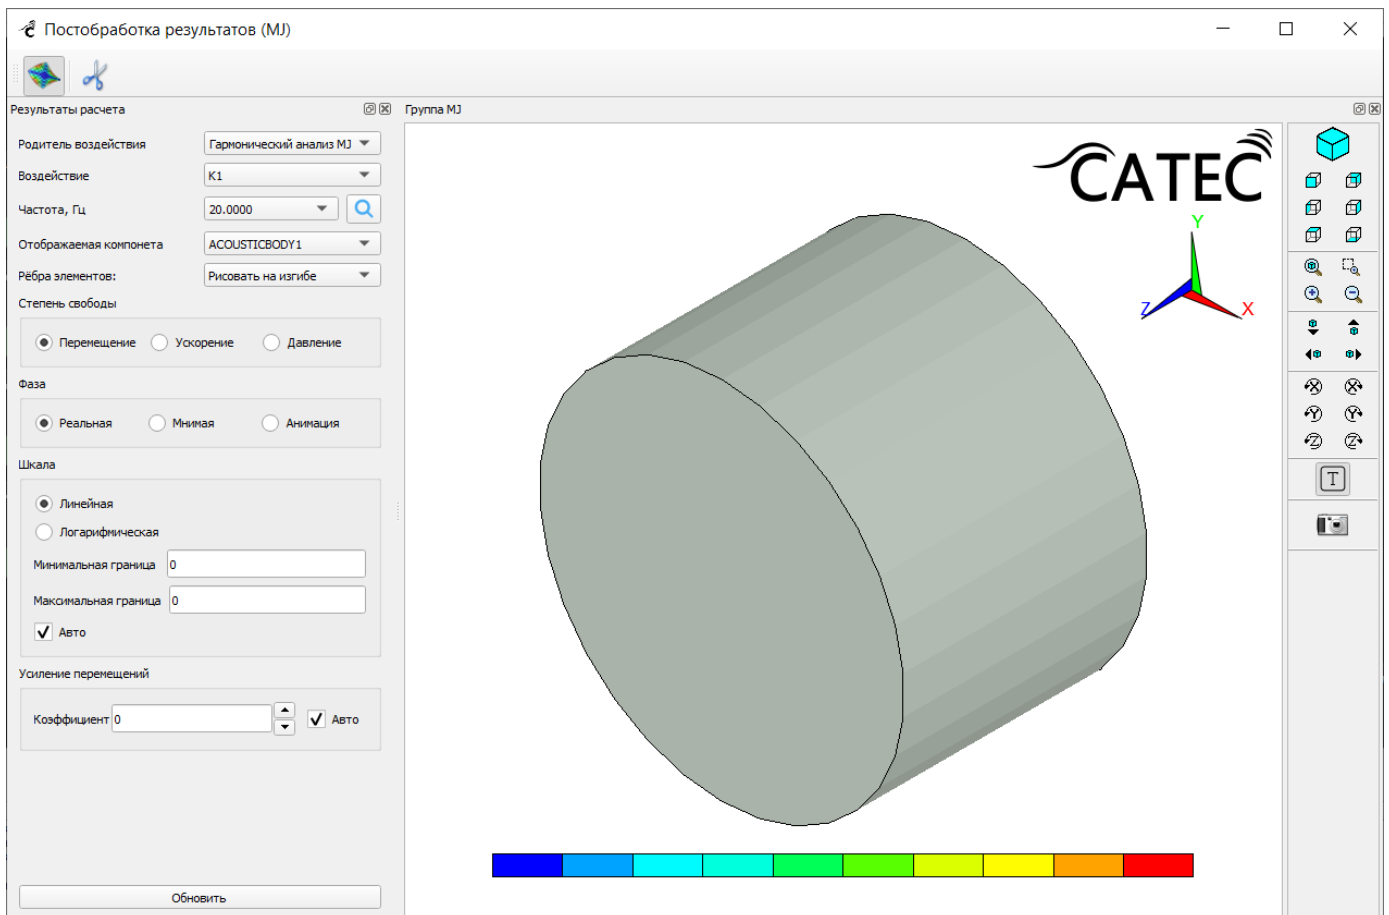 Постобработка результатов (MJ)
Результаты расчета
Группа MJ
Родитель воздействия
Гармонический анализ MJ
Воздействие
K1
Частота, Гц
20.0000
Отображаемая компонета
ACOUSTICBODY1
Рёбра элементов:
Рисовать на изгибе
Степень свободы
Перемещение
Ускорение
Давление
Фаза
Реальная
Мнимая
Анимация
Шкала
Линейная
Логарифмическая
Минимальная граница
0
Максимальная граница
0
Авто
Усиление перемещений
Коэффициент
0
Авто
Обновить
CATEC
Y
Z
X
X
X
Y
Y
Z
Z
T